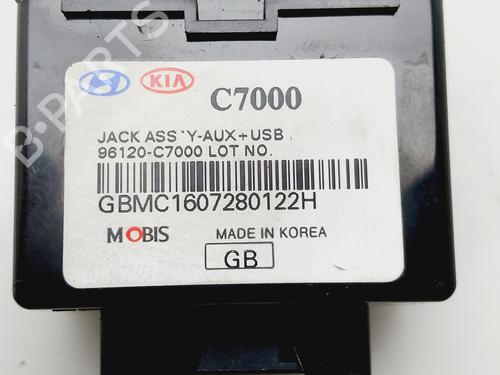 B-PARTS
KIA C7000
JACK ASS`Y-AUX+USB
96120-C7000 LOT NO.
GBMC1607280122H
MOBIS MADE IN KOREA
GB